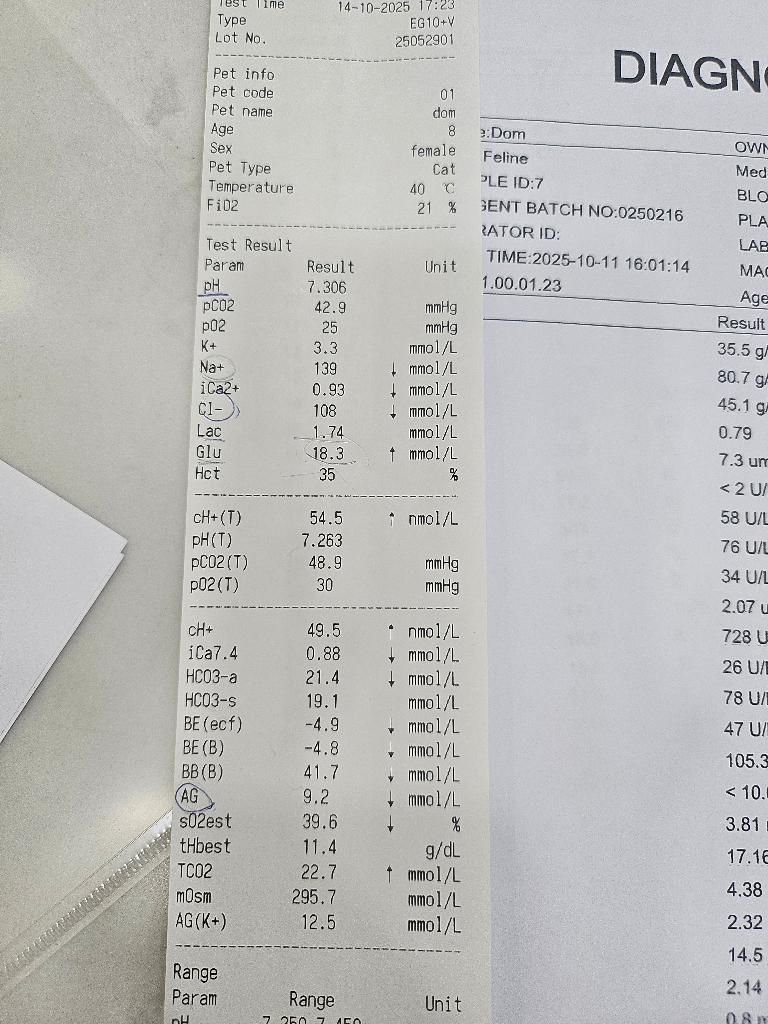 Test Time 14-10-2025 17:23
Type EG10+V
Lot No. 25052901
Pet info
Pet code 01
Pet name dom
Age 8
Sex female
Pet Type Cat
Temperature 40 ℃
FiO2 21 %
Test Result
Param Result Unit
pH 7.306
pCO2 42.9 mmHg
pO2 25 mmHg
K+ 3.3 mmol/L
Na+ 139 ↓ mmol/L
iCa2+ 0.93 ↓ mmol/L
Cl- 108 ↓ mmol/L
Lac 1.74 mmol/L
Glu 18.3 ↑ mmol/L
Hct 35 %
cH+(T) 54.5 ↑ nmol/L
pH(T) 7.263
pCO2(T) 48.9 mmHg
pO2(T) 30 mmHg
cH+ 49.5 ↑ nmol/L
iCa7.4 0.88 ↓ mmol/L
HCO3-a 21.4 ↓ mmol/L
HCO3-s 19.1 mmol/L
BE(ecf) -4.9 ↓ mmol/L
BE(B) -4.8 ↓ mmol/L
BB(B) 41.7 ↓ mmol/L
AG 9.2 ↓ mmol/L
sO2est 39.6 ↓ %
tHbest 11.4 g/dL
TCO2 22.7 ↑ mmol/L
mOsm 295.7 mmol/L
AG(K+) 12.5 mmol/L
Range
Param Range Unit
pH 7.250-7.450
DIAGN
e:Dom OWN
Feline Med
PLE ID:7 BLO
GENT BATCH NO:0250216 PLA
RATOR ID: LAB
TIME:2025-10-11 16:01:14 MAC
1.00.01.23 Age
Result
35.5 g/
80.7 g/
45.1 g/
0.79
7.3 um
< 2 U/
58 U/L
76 U/L
34 U/L
2.07 u
728 U
26 U/
78 U/
47 U/
105.3
< 10.
3.81
17.16
4.38
2.32
14.5
2.14
0.8